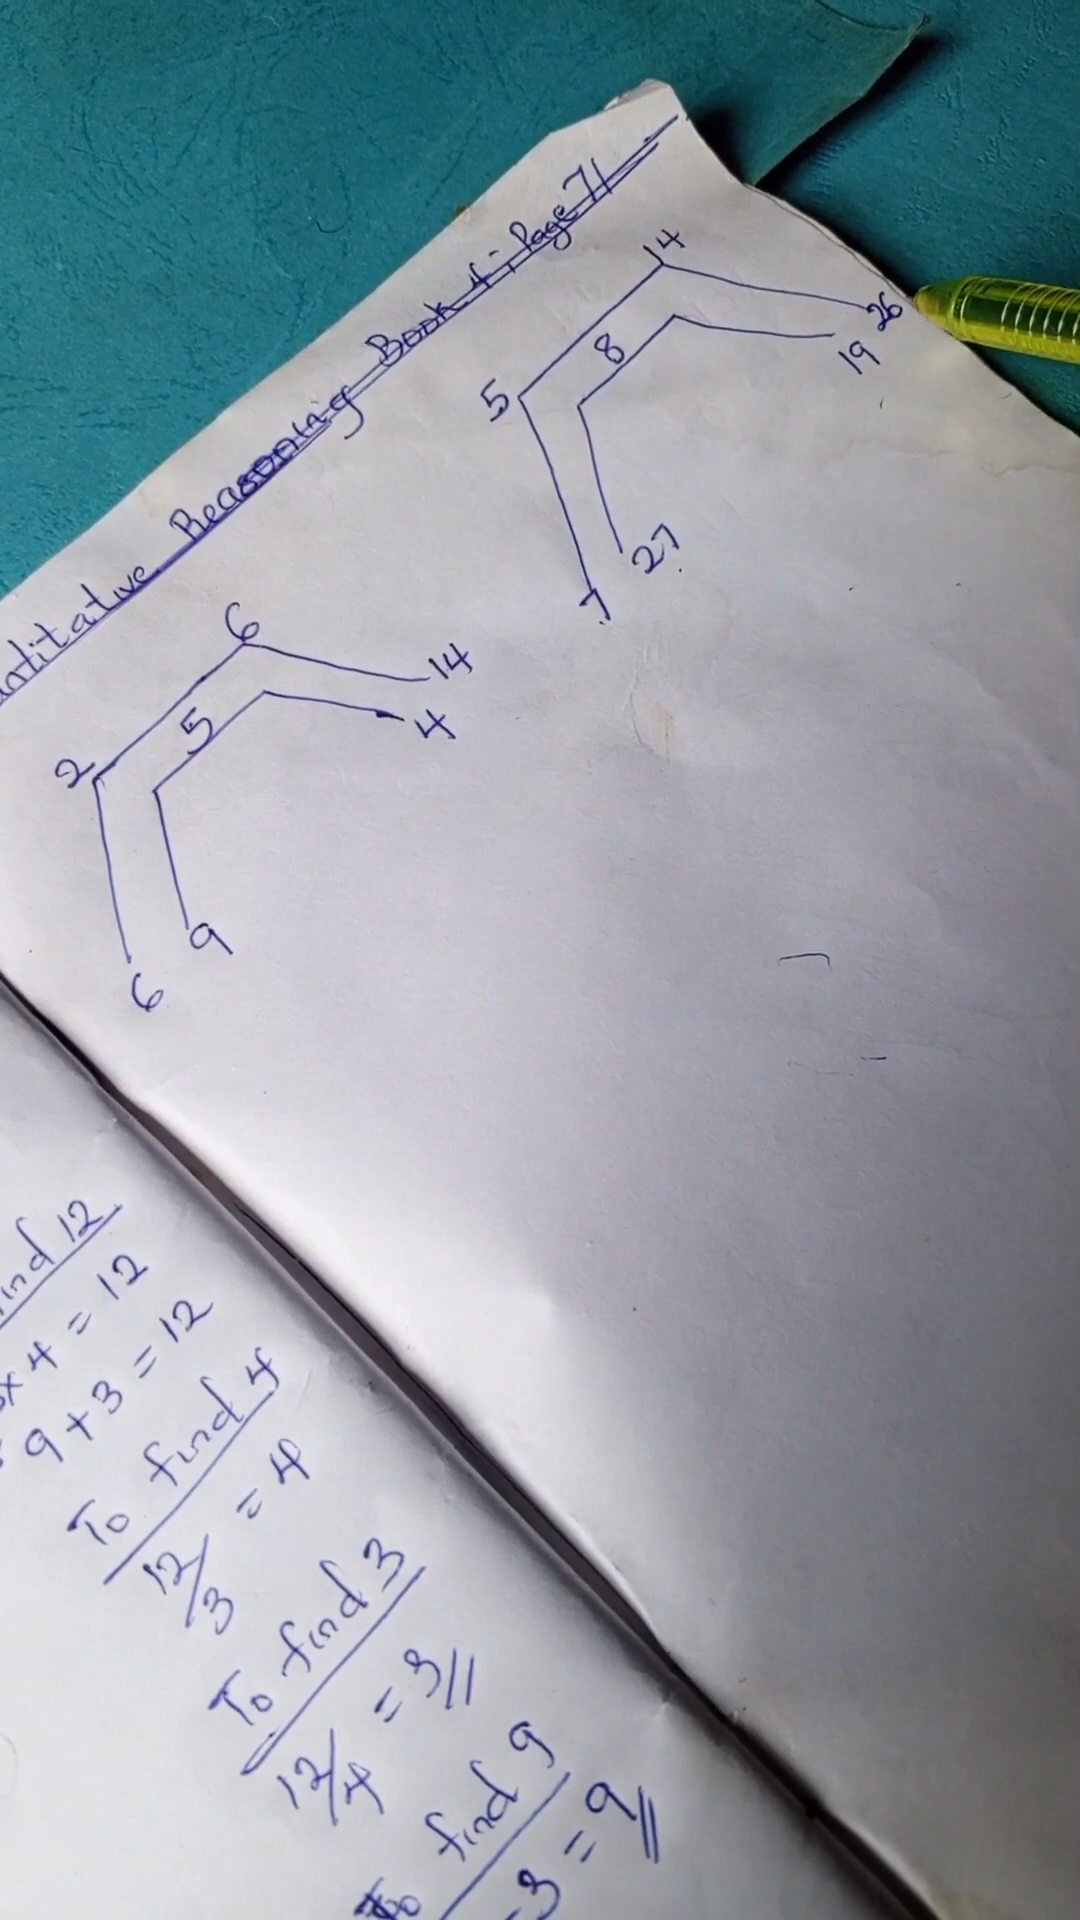 Quantitative Reasoning Book 4; Page 71
14
26
5
8
19
27
7
6
14
2
5
4
9
6
find 12
× 4 = 12
9 + 3 = 12
To find 4
12/3 = 4
To find 3
12/4 = 3
To find 9
-3 = 9